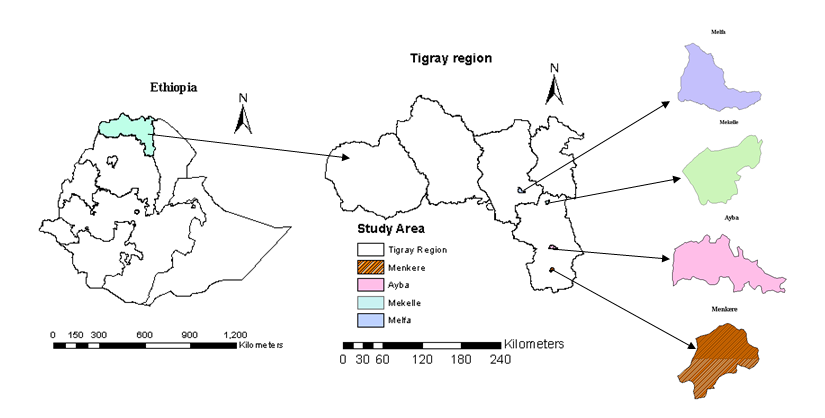 Ethiopia
N
0 150 300 600 900 1,200
Kilometers
Tigray region
N
Study Area
Tigray Region
Menkere
Ayba
Mekelle
Melfa
Kilometers
0 30 60 120 180 240
Melfa
Mekelle
Ayba
Menkere